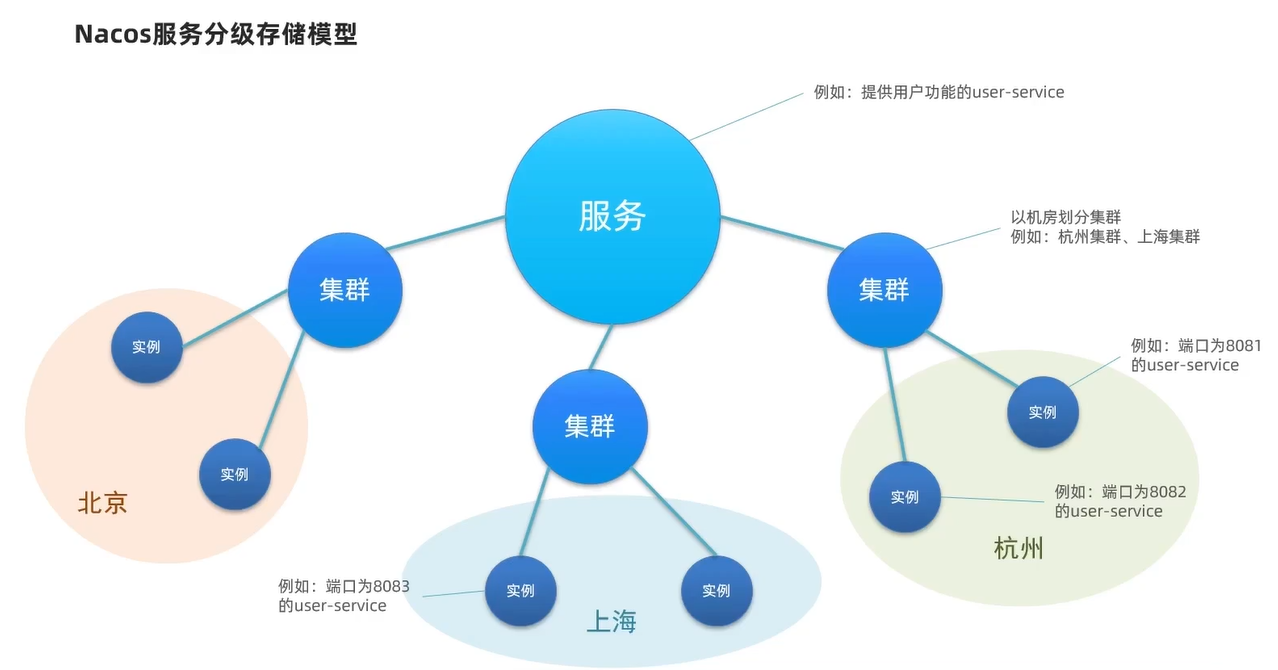 Nacos服务分级存储模型
例如：提供用户功能的user-service
服务
以机房划分集群
例如：杭州集群、上海集群
集群
集群
实例
例如：端口为8081
的user-service
实例
集群
实例
实例
例如：端口为8082
的user-service
北京
杭州
例如：端口为8083
的user-service
实例
实例
上海